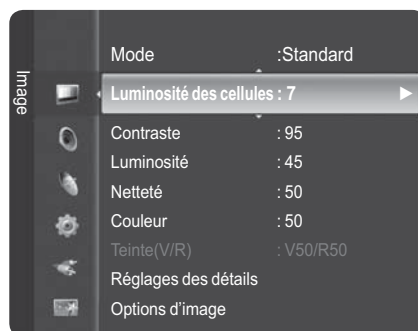 Image
Mode :Standard
Luminosité des cellules : 7
Contraste : 95
Luminosité : 45
Netteté : 50
Couleur : 50
Teinte(V/R) : V50/R50
Réglages des détails
Options d'image